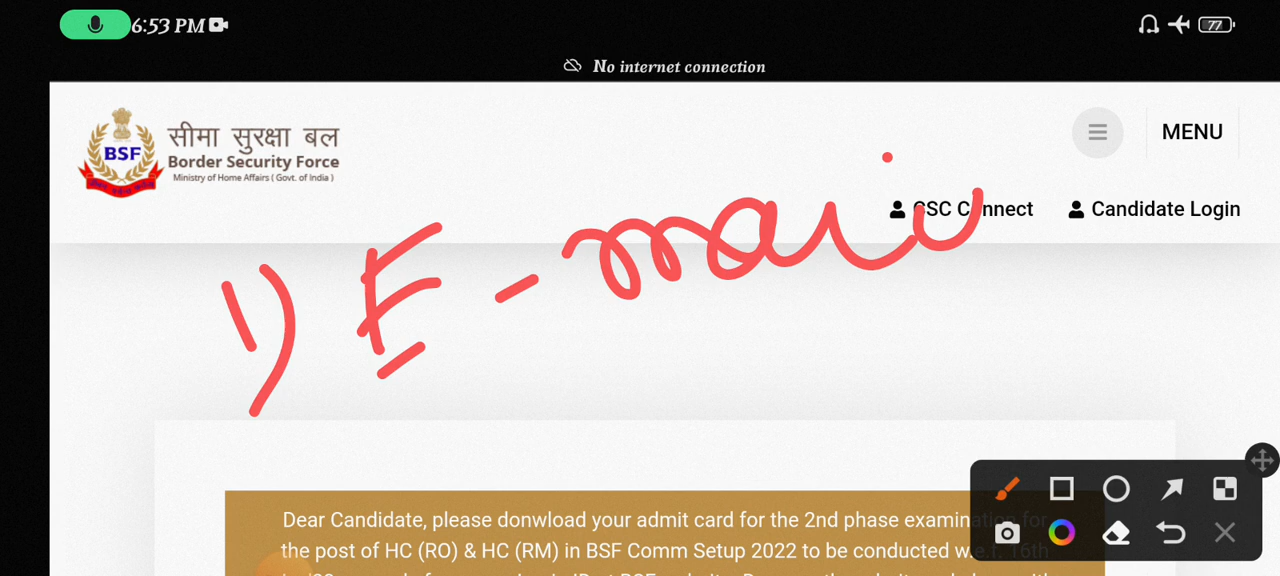 6:53 PM
77
No internet connection
BSF
सीमा सुरक्षा बल
Border Security Force
Ministry of Home Affairs ( Govt. of India )
MENU
CSC Connect
Candidate Login
1) E-mail
Dear Candidate, please donwload your admit card for the 2nd phase examination for
the post of HC (RO) & HC (RM) in BSF Comm Setup 2022 to be conducted w.e.f. 16th